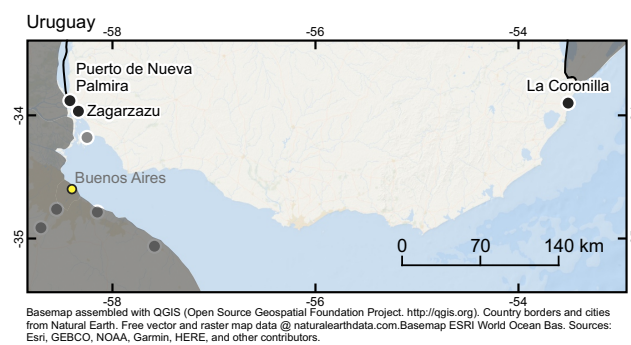 Uruguay
-58 -56 -54
Puerto de Nueva
Palmira
La Coronilla
Zagarzazu
-34 -34
Buenos Aires
-35 -35
0 70 140 km
-58 -56 -54
Basemap assembled with QGIS (Open Source Geospatial Foundation Project. http://qgis.org). Country borders and cities
from Natural Earth. Free vector and raster map data @ naturalearthdata.com.Basemap ESRI World Ocean Bas. Sources:
Esri, GEBCO, NOAA, Garmin, HERE, and other contributors.